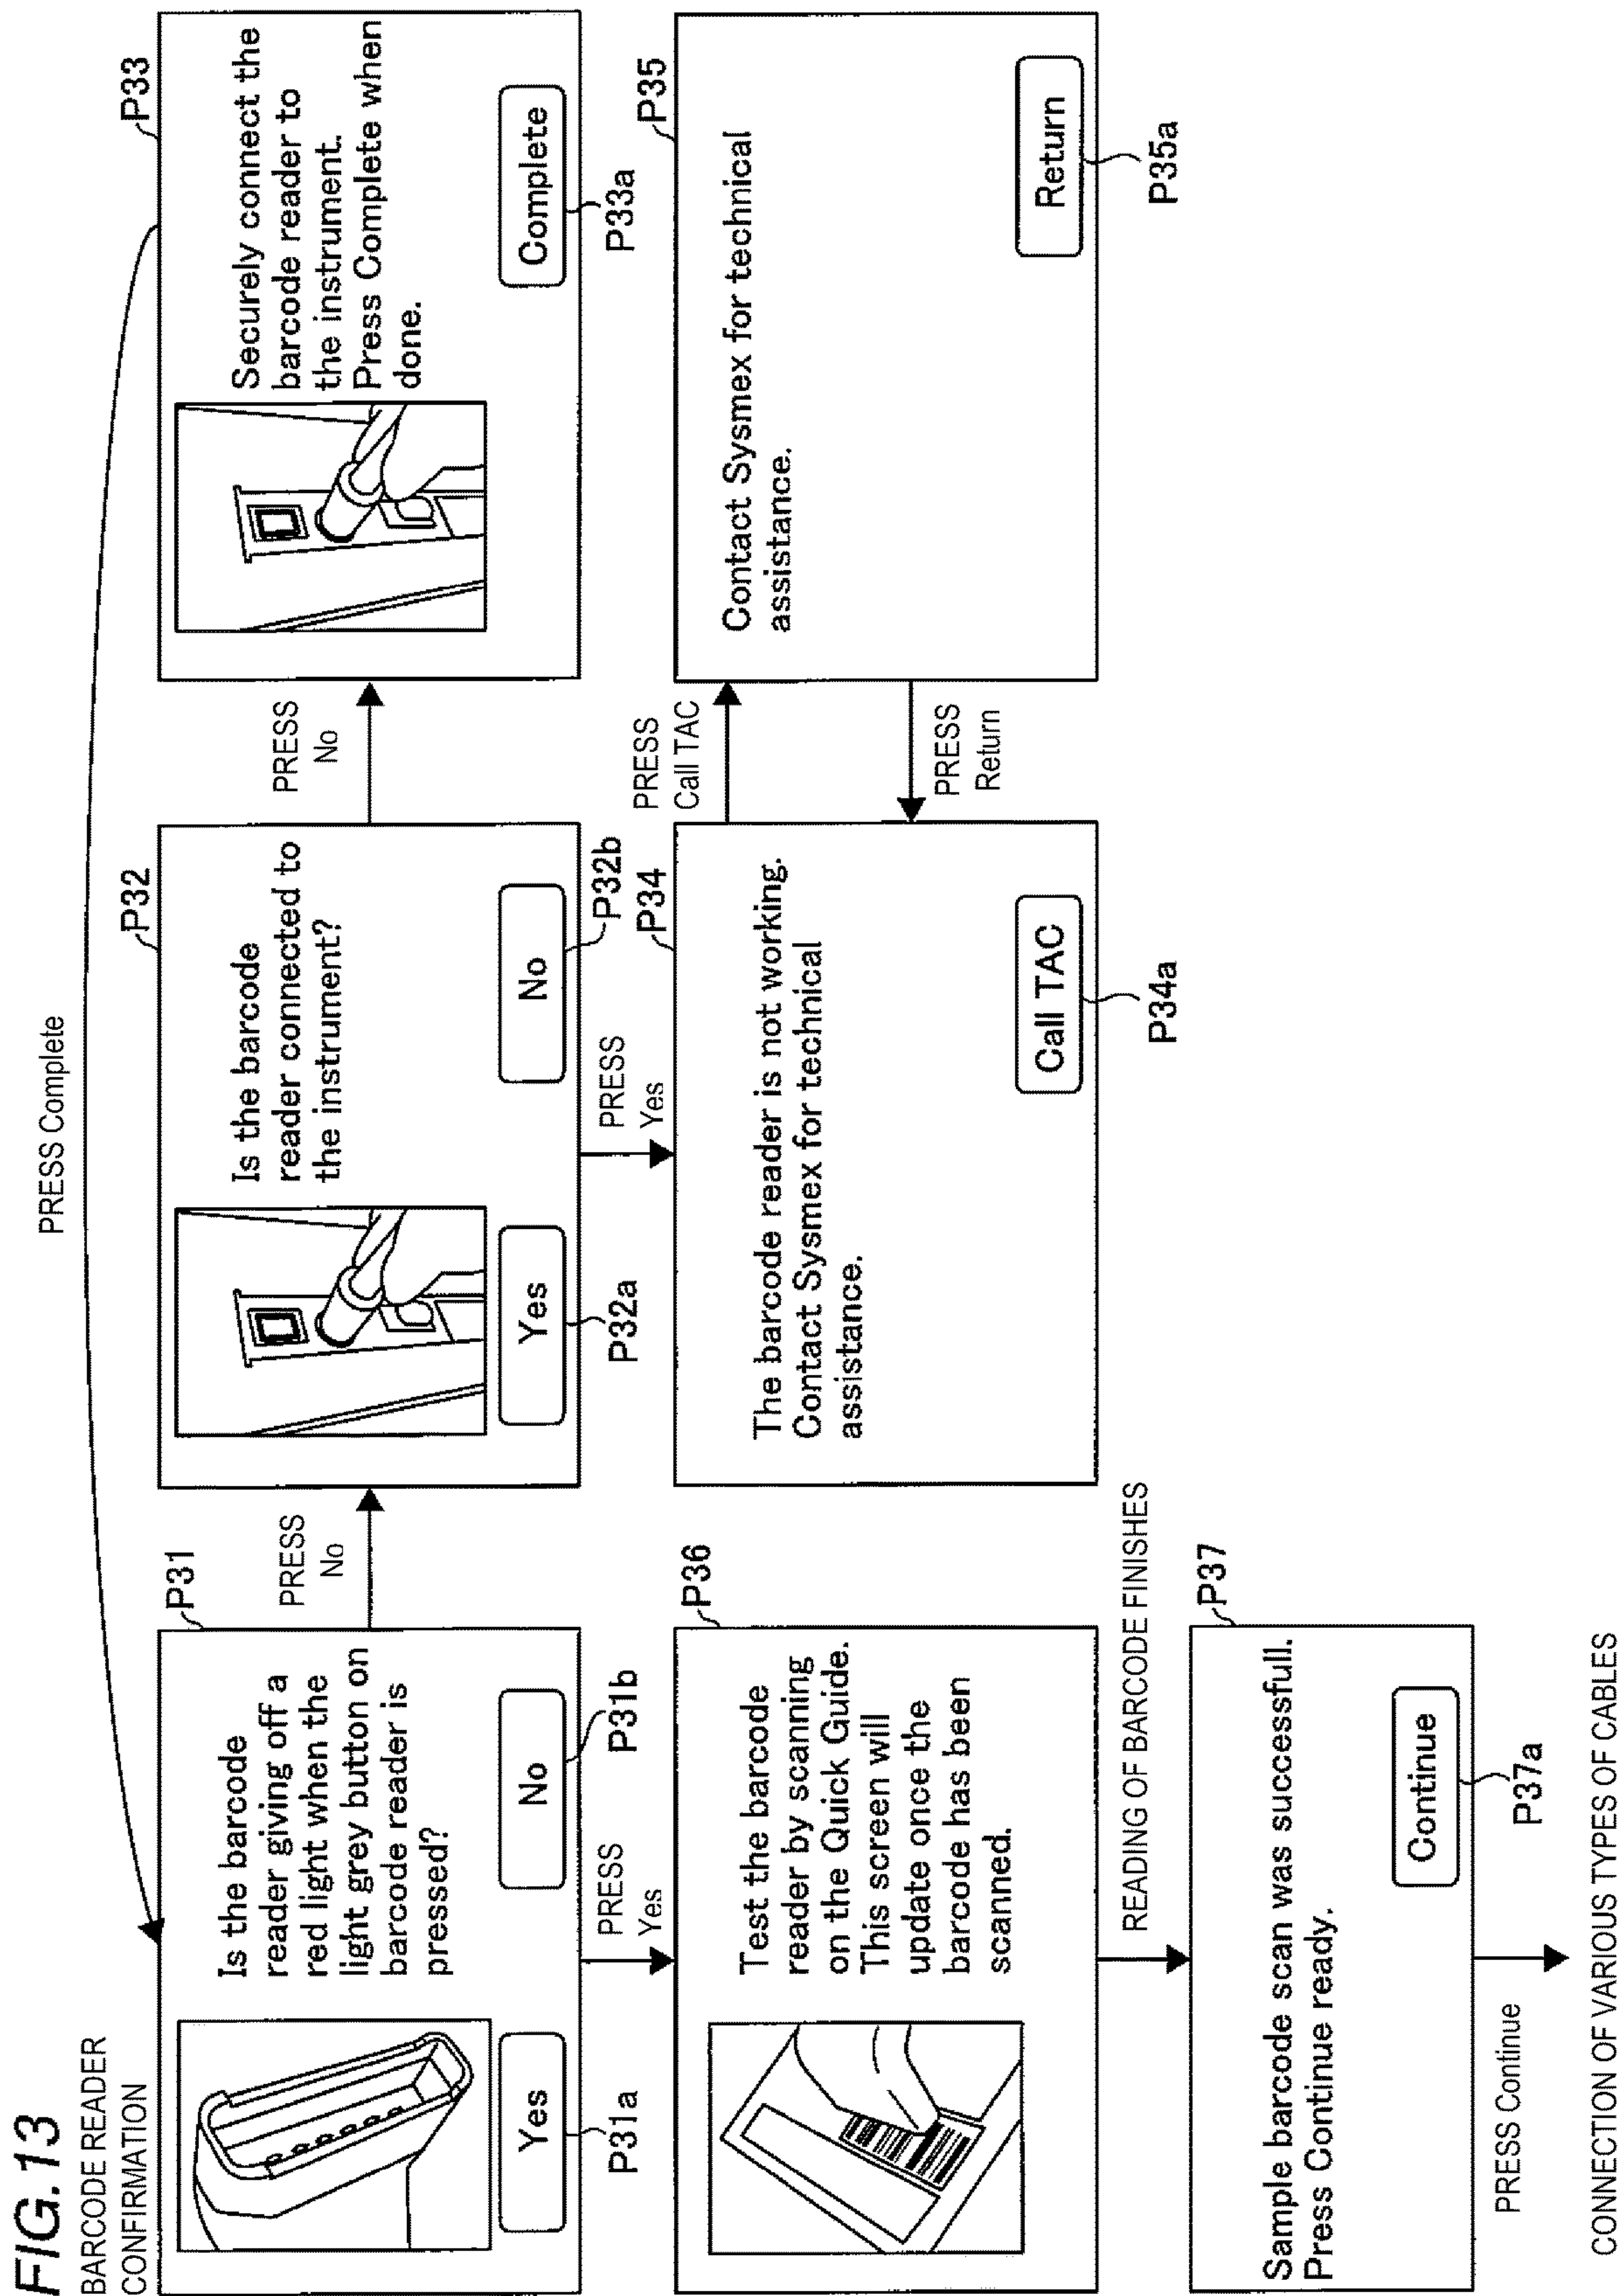 FIG.13
BARCODE READER
CONFIRMATION
PRESS Complete
P31
Is the barcode
reader giving off a
red light when the
light grey button on
barcode reader is
pressed?
Yes
No
P31a
P31b
PRESS
No
P32
Is the barcode
reader connected to
the instrument?
Yes
No
P32a
P32b
PRESS
No
P33
Securely connect the
barcode reader to
the instrument.
Press Complete when
done.
Complete
P33a
PRESS
Yes
PRESS
Yes
P36
Test the barcode
reader by scanning
on the Quick Guide.
This screen will
update once the
barcode has been
scanned.
P34
The barcode reader is not working.
Contact Sysmex for technical
assistance.
Call TAC
P34a
PRESS
Call TAC
PRESS
Return
P35
Contact Sysmex for technical
assistance.
Return
P35a
READING OF BARCODE FINISHES
P37
Sample barcode scan was successfull.
Press Continue ready.
Continue
P37a
PRESS Continue
CONNECTION OF VARIOUS TYPES OF CABLES